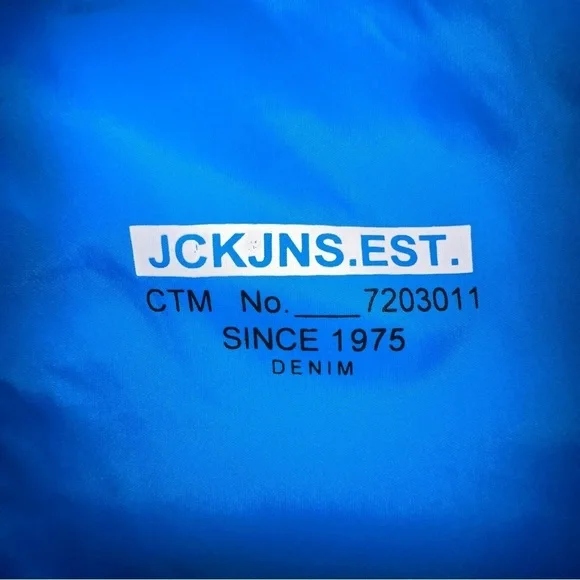 JCKJNS.EST.
CTM No.____7203011
SINCE 1975
DENIM